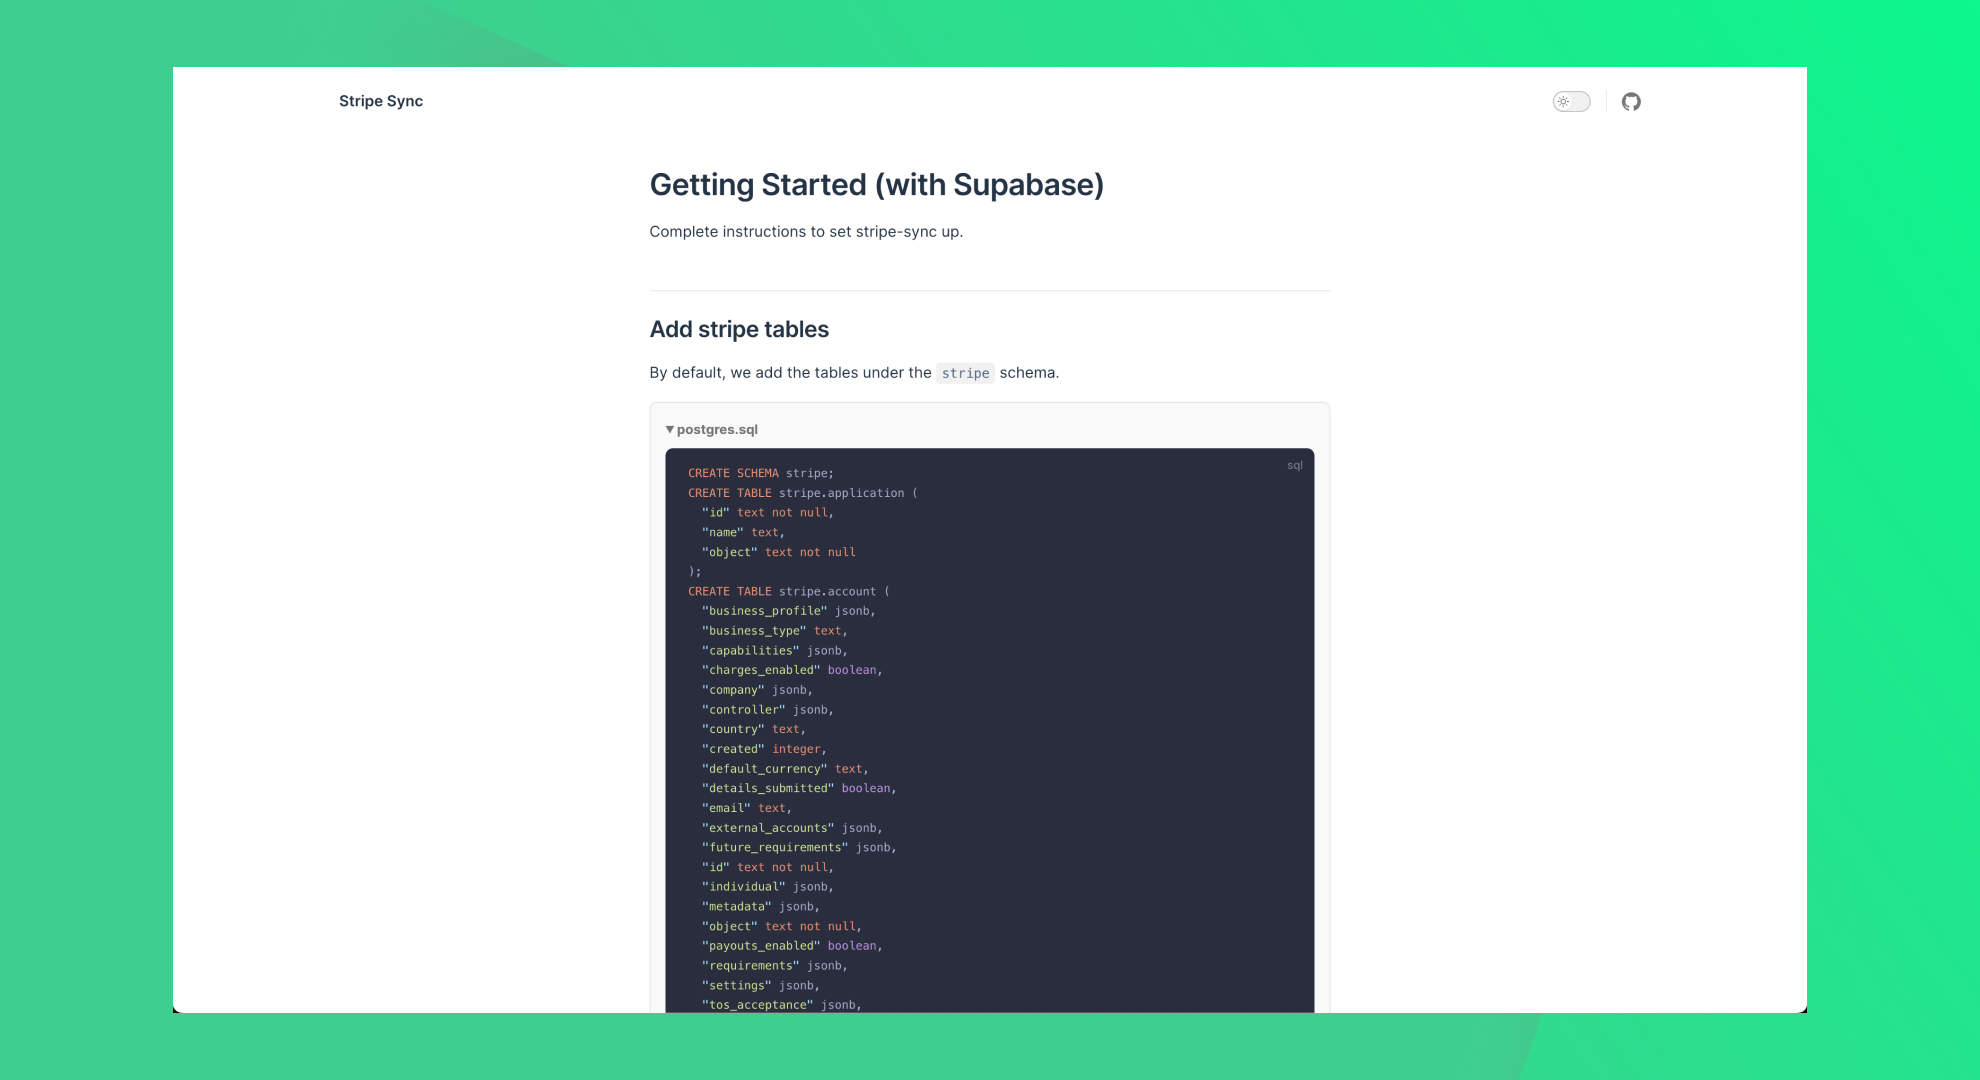 Stripe Sync
Getting Started (with Supabase)
Complete instructions to set stripe-sync up.
Add stripe tables
By default, we add the tables under the stripe schema.
▼ postgres.sql
sql
CREATE SCHEMA stripe;
CREATE TABLE stripe.application (
  "id" text not null,
  "name" text,
  "object" text not null
);
CREATE TABLE stripe.account (
  "business_profile" jsonb,
  "business_type" text,
  "capabilities" jsonb,
  "charges_enabled" boolean,
  "company" jsonb,
  "controller" jsonb,
  "country" text,
  "created" integer,
  "default_currency" text,
  "details_submitted" boolean,
  "email" text,
  "external_accounts" jsonb,
  "future_requirements" jsonb,
  "id" text not null,
  "individual" jsonb,
  "metadata" jsonb,
  "object" text not null,
  "payouts_enabled" boolean,
  "requirements" jsonb,
  "settings" jsonb,
  "tos_acceptance" jsonb,